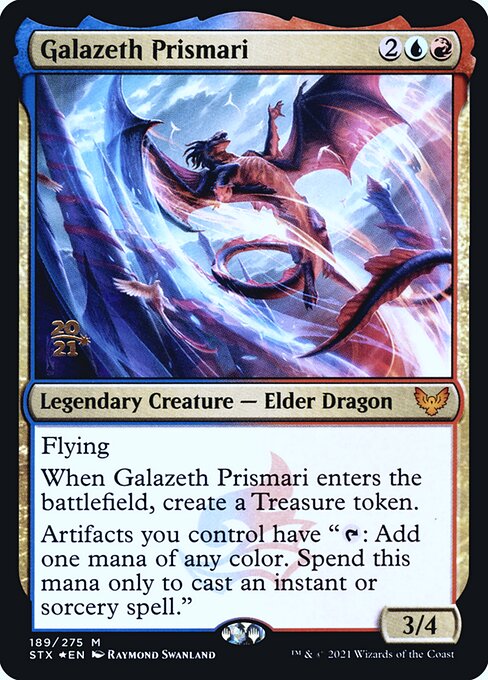 Galazeth Prismari 2
20
21
Legendary Creature — Elder Dragon
Flying
When Galazeth Prismari enters the
battlefield, create a Treasure token.
Artifacts you control have “: Add
one mana of any color. Spend this
mana only to cast an instant or
sorcery spell.”
3/4
189/275 M
STX ★ EN RAYMOND SWANLAND
™ & © 2021 Wizards of the Coast